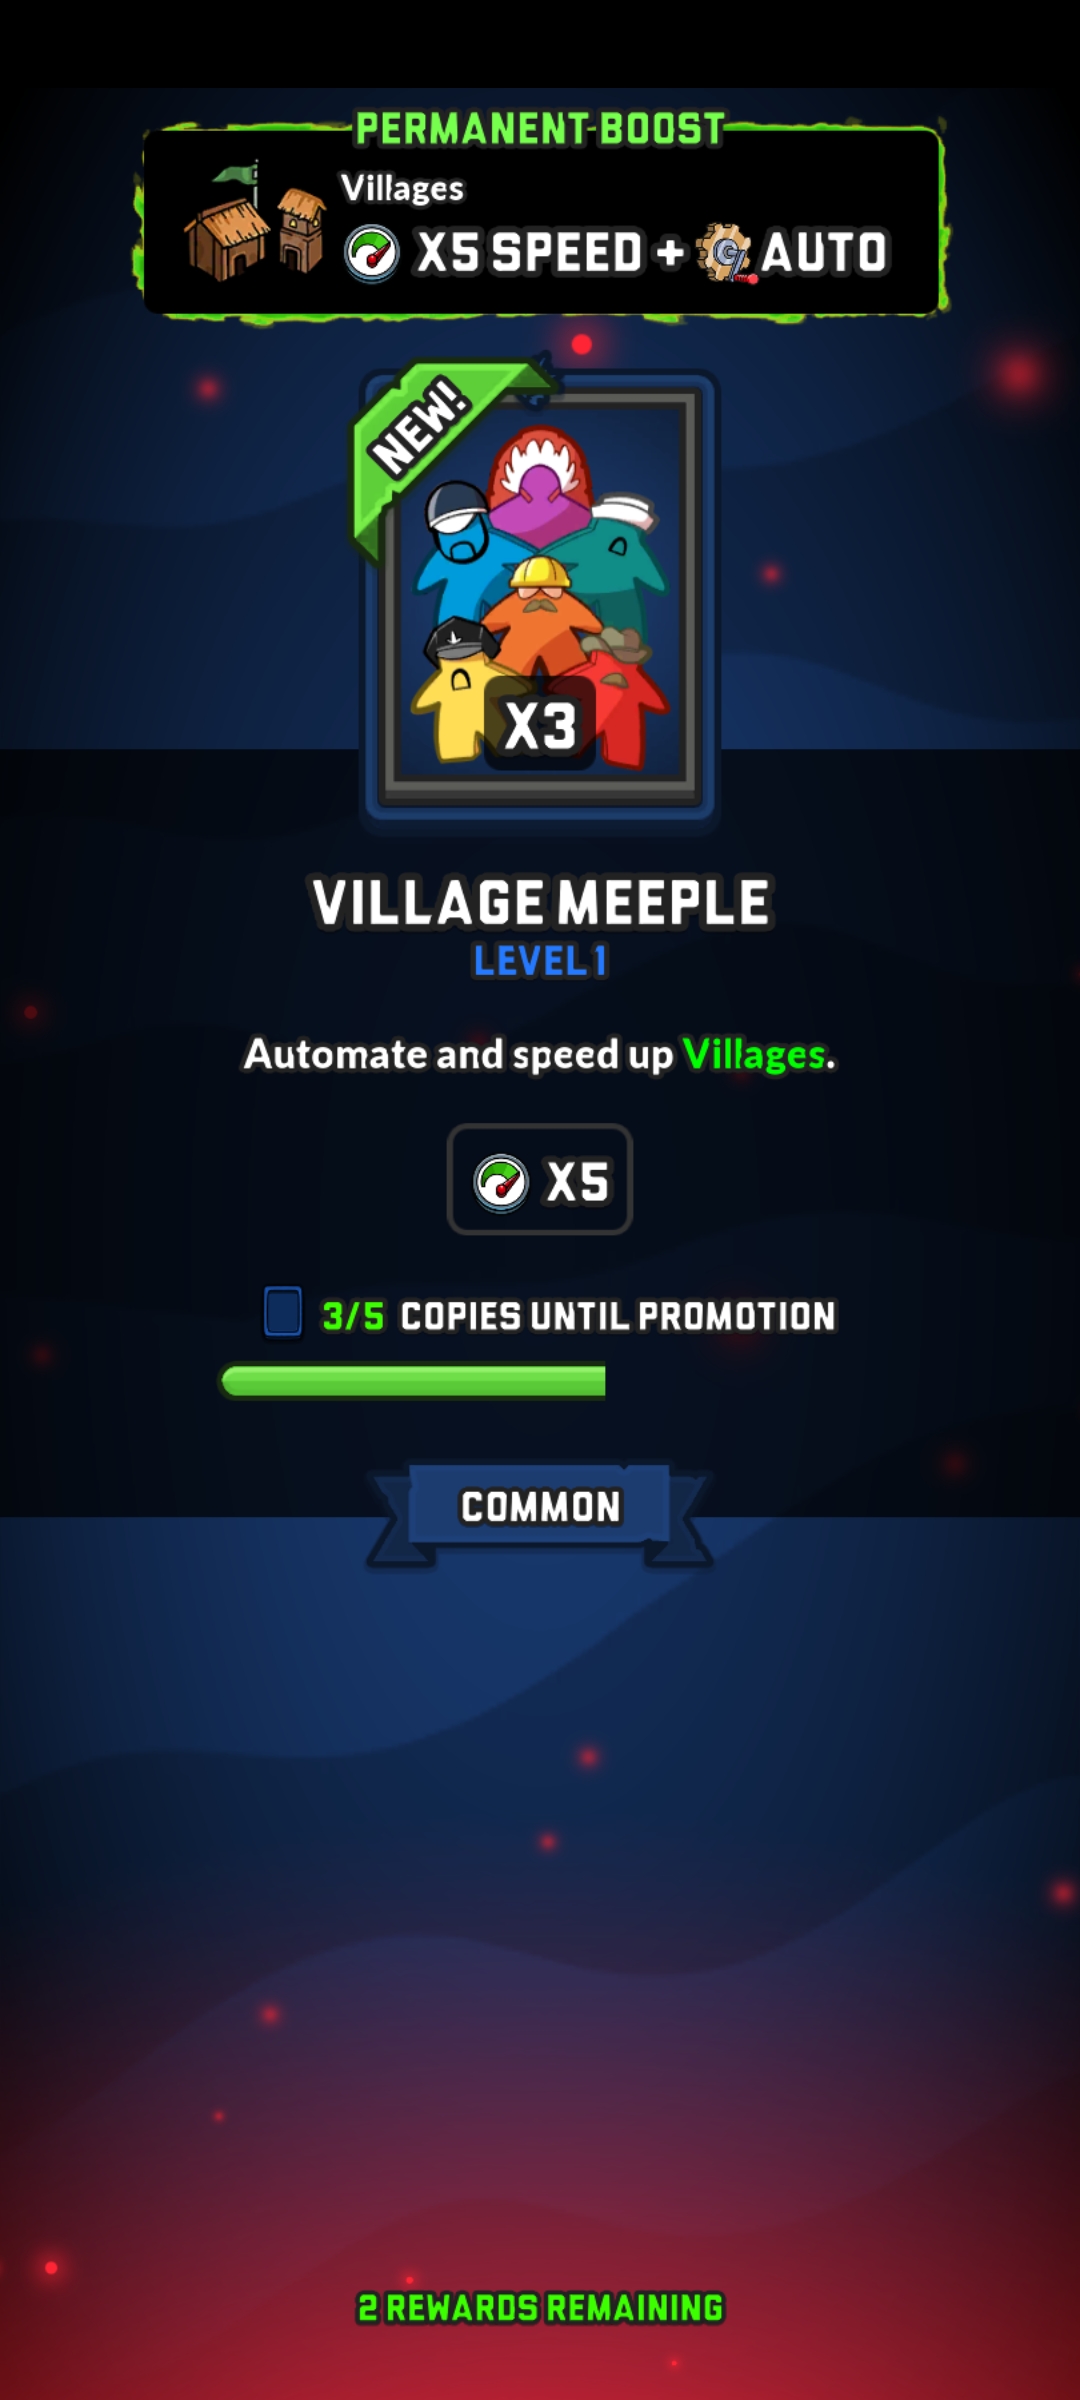 PERMANENT BOOST
Villages
X5 SPEED + AUTO
NEW!
X3
VILLAGE MEEPLE
LEVEL 1
Automate and speed up Villages.
X5
3/5 COPIES UNTIL PROMOTION
COMMON
2 REWARDS REMAINING